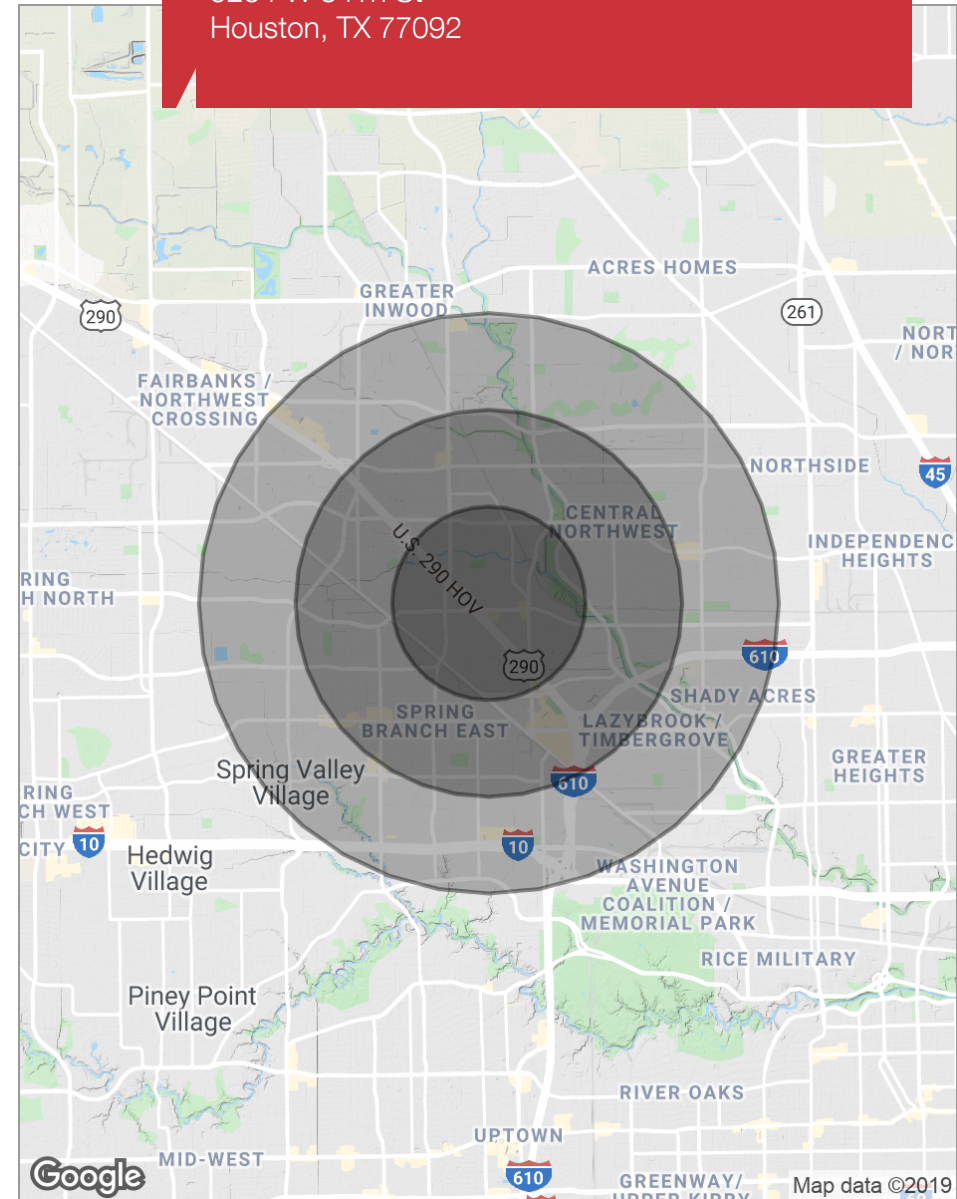 Houston, TX 77092
ACRES HOMES
GREATER
INWOOD
290
261
NORT
/ NOR
FAIRBANKS /
NORTHWEST
CROSSING
NORTHSIDE
45
CENTRAL
NORTHWEST
U.S. 290 HOV
INDEPENDENC
HEIGHTS
RING
H NORTH
290
610
SHADY ACRES
SPRING
BRANCH EAST
LAZYBROOK /
TIMBERGROVE
GREATER
HEIGHTS
Spring Valley
Village
610
RING
CH WEST
CITY
10
Hedwig
Village
10
WASHINGTON
AVENUE
COALITION /
MEMORIAL PARK
RICE MILITARY
Piney Point
Village
RIVER OAKS
UPTOWN
MID-WEST
610
GREENWAY/
UPPER KIRBY
Google
Map data ©2019